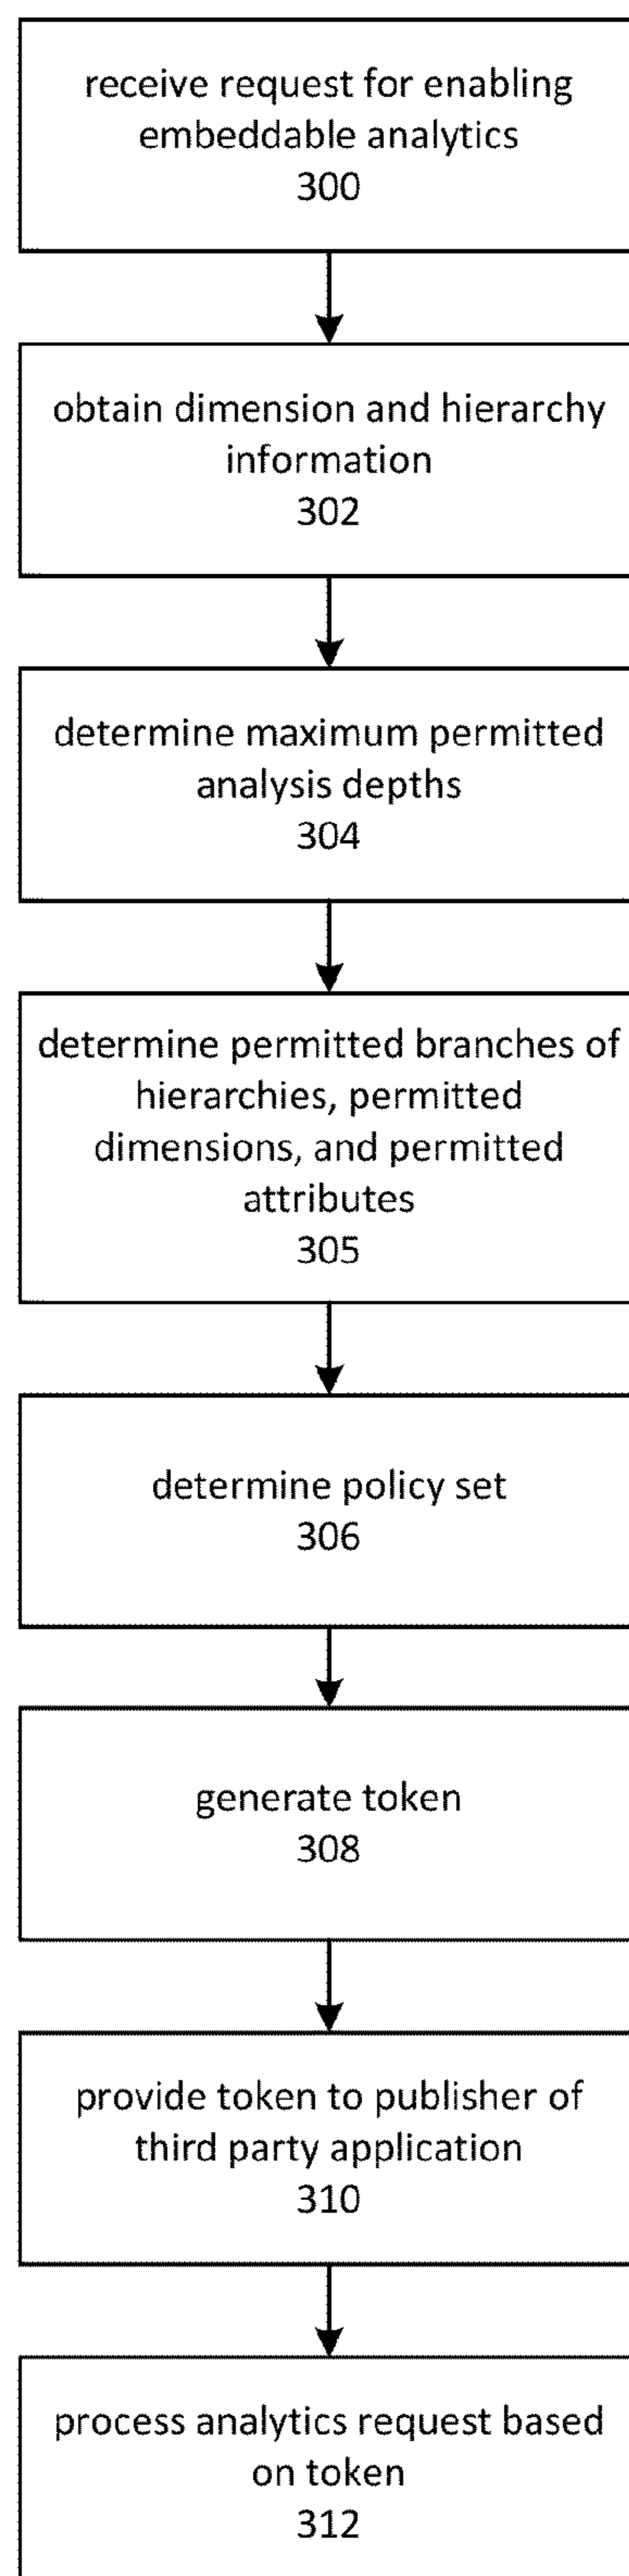 receive request for enabling
embeddable analytics
300
obtain dimension and hierarchy
information
302
determine maximum permitted
analysis depths
304
determine permitted branches of
hierarchies, permitted
dimensions, and permitted
attributes
305
determine policy set
306
generate token
308
provide token to publisher of
third party application
310
process analytics request based
on token
312